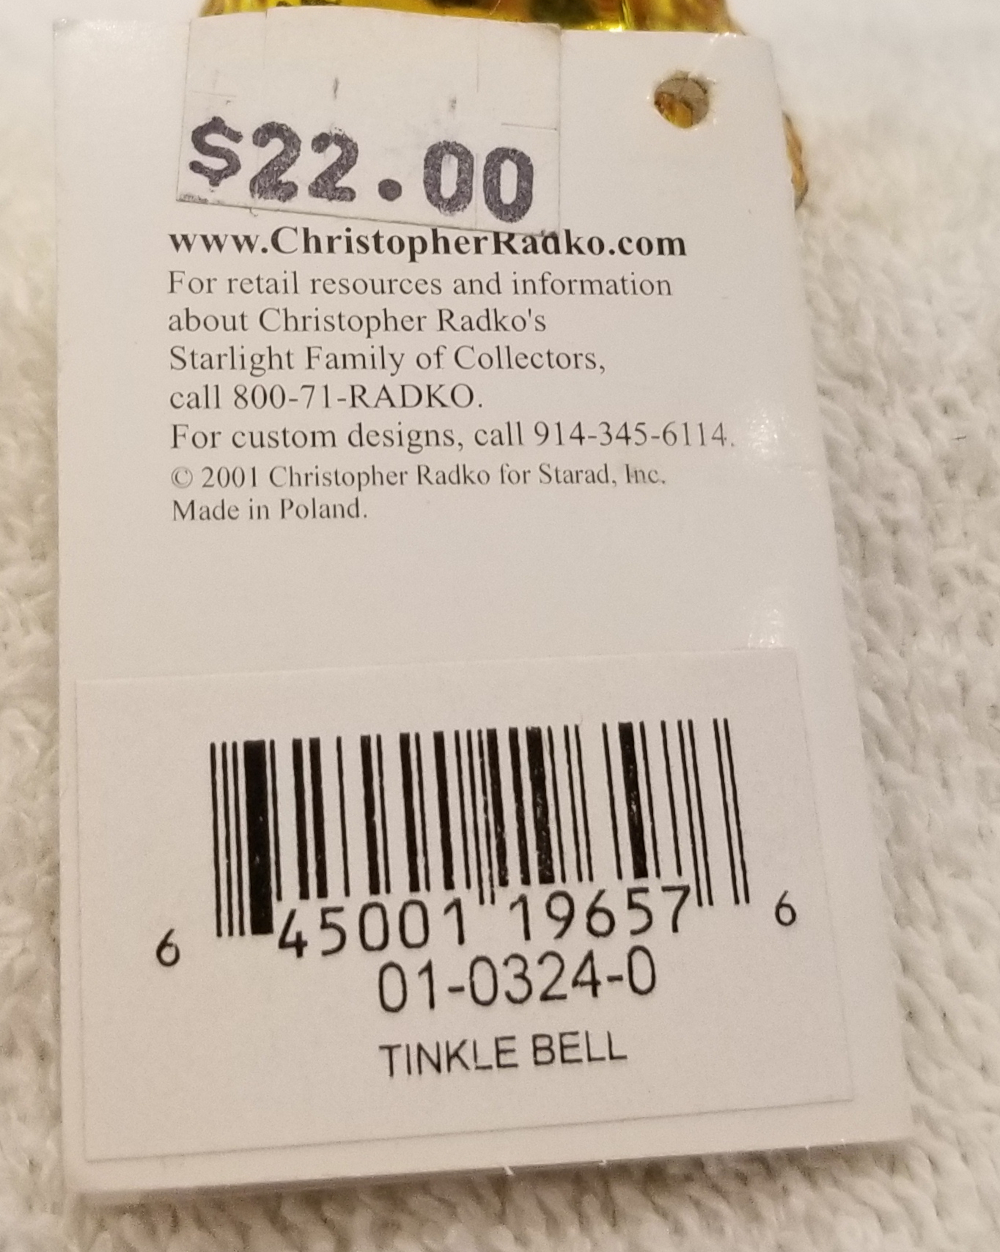 $22.00
www.ChristopherRadko.com
For retail resources and information
about Christopher Radko's
Starlight Family of Collectors,
call 800-71-RADKO.
For custom designs, call 914-345-6114.
© 2001 Christopher Radko for Starad, Inc.
Made in Poland.
6 45001 19657 6
01-0324-0
TINKLE BELL